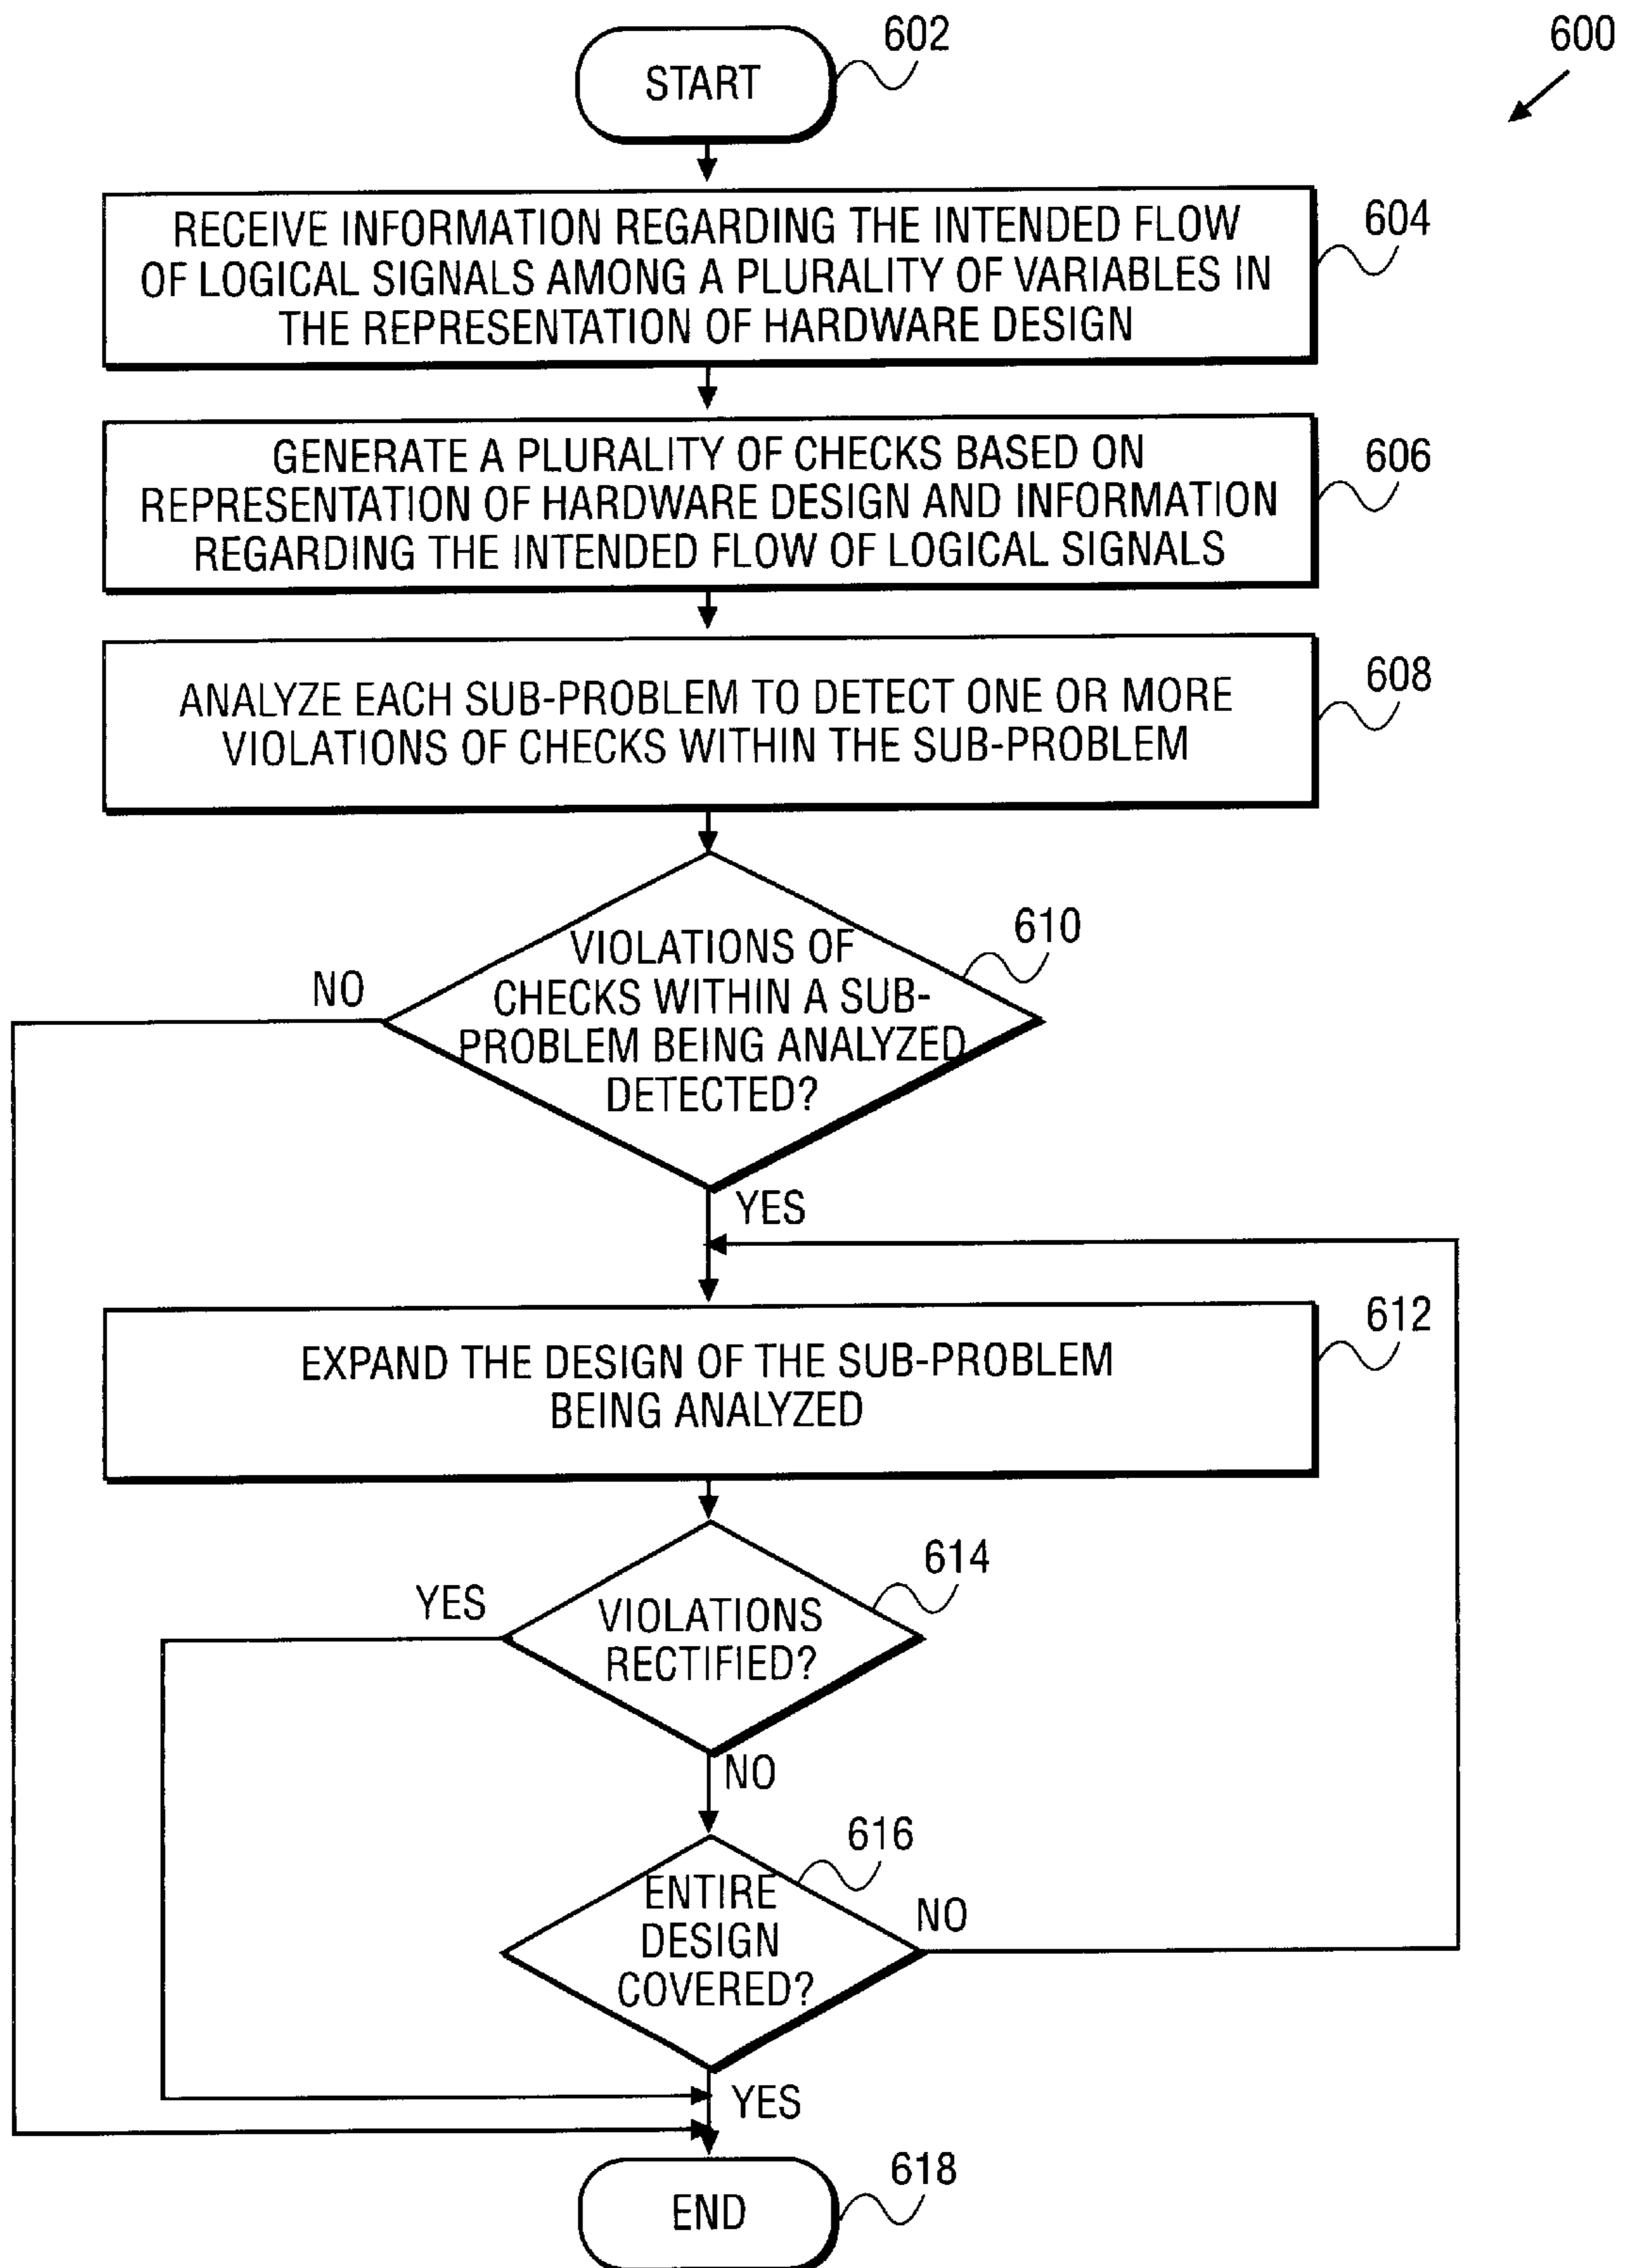 602
600
START
RECEIVE INFORMATION REGARDING THE INTENDED FLOW
OF LOGICAL SIGNALS AMONG A PLURALITY OF VARIABLES IN
THE REPRESENTATION OF HARDWARE DESIGN
604
GENERATE A PLURALITY OF CHECKS BASED ON
REPRESENTATION OF HARDWARE DESIGN AND INFORMATION
REGARDING THE INTENDED FLOW OF LOGICAL SIGNALS
606
ANALYZE EACH SUB-PROBLEM TO DETECT ONE OR MORE
VIOLATIONS OF CHECKS WITHIN THE SUB-PROBLEM
608
VIOLATIONS OF
CHECKS WITHIN A SUB-
PROBLEM BEING ANALYZED
DETECTED?
610
NO
YES
EXPAND THE DESIGN OF THE SUB-PROBLEM
BEING ANALYZED
612
VIOLATIONS
RECTIFIED?
614
YES
NO
ENTIRE
DESIGN
COVERED?
616
NO
YES
END
618